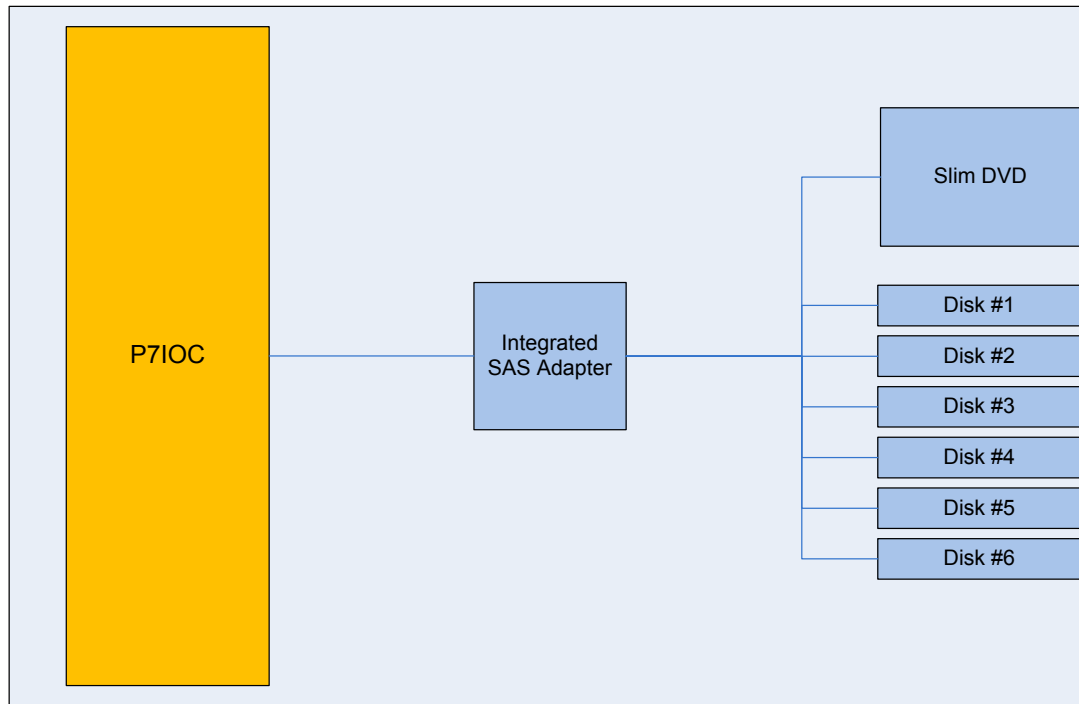 P7IOC
Integrated
SAS Adapter
Slim DVD
Disk #1
Disk #2
Disk #3
Disk #4
Disk #5
Disk #6